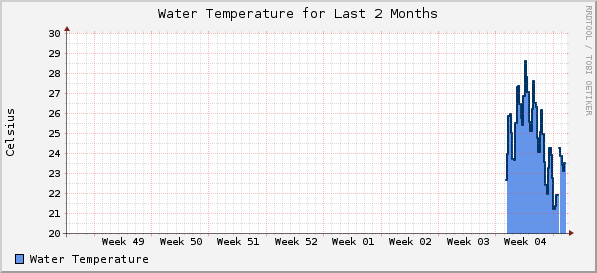 Water Temperature for Last 2 Months
RRDTOOL / TOBI OETIKER
Celsius
30
29
28
27
26
25
24
23
22
21
20
Week 49 Week 50 Week 51 Week 52 Week 01 Week 02 Week 03 Week 04
Water Temperature